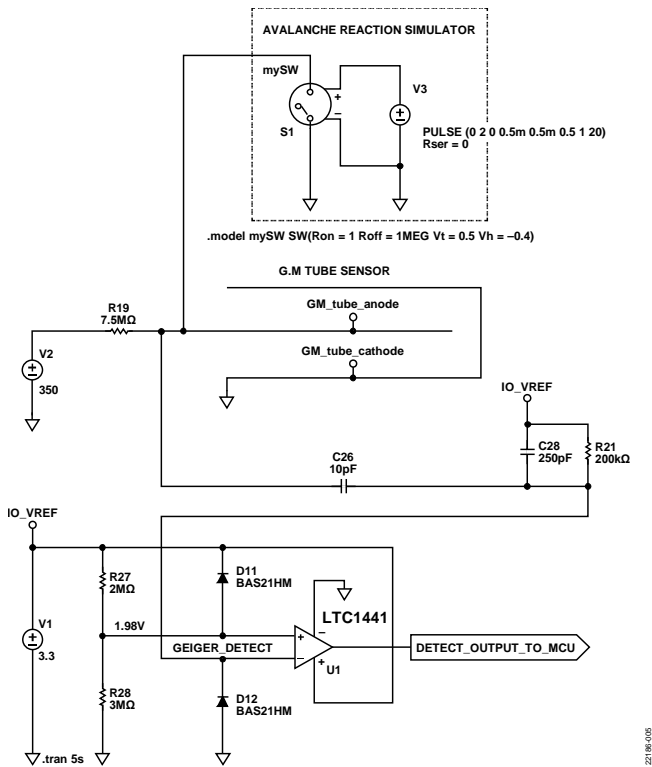 AVALANCHE REACTION SIMULATOR
mySW
+
–
S1
V3
PULSE (0 2 0 0.5m 0.5m 0.5 1 20)
Rser = 0
.model mySW SW(Ron = 1 Roff = 1MEG Vt = 0.5 Vh = –0.4)
G.M TUBE SENSOR
GM_tube_anode
GM_tube_cathode
R19
7.5MΩ
V2
350
IO_VREF
C28
250pF
R21
200kΩ
C26
10pF
IO_VREF
R27
2MΩ
D11
BAS21HM
LTC1441
V1
3.3
1.98V
GEIGER_DETECT
+
–
–
+
U1
DETECT_OUTPUT_TO_MCU
R28
3MΩ
D12
BAS21HM
.tran 5s
22186-005